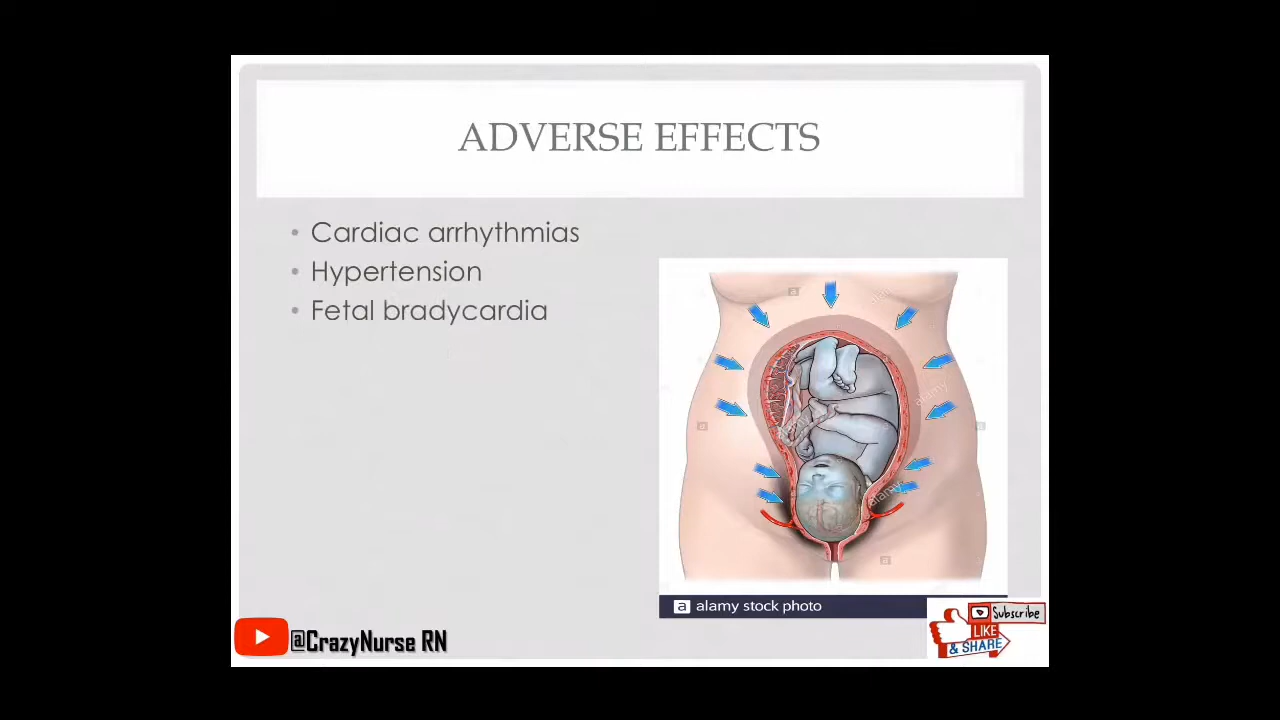 ADVERSE EFFECTS
• Cardiac arrhythmias
• Hypertension
• Fetal bradycardia
a alamy stock photo
@CrazyNurse RN
Subscribe
LIKE
& SHARE